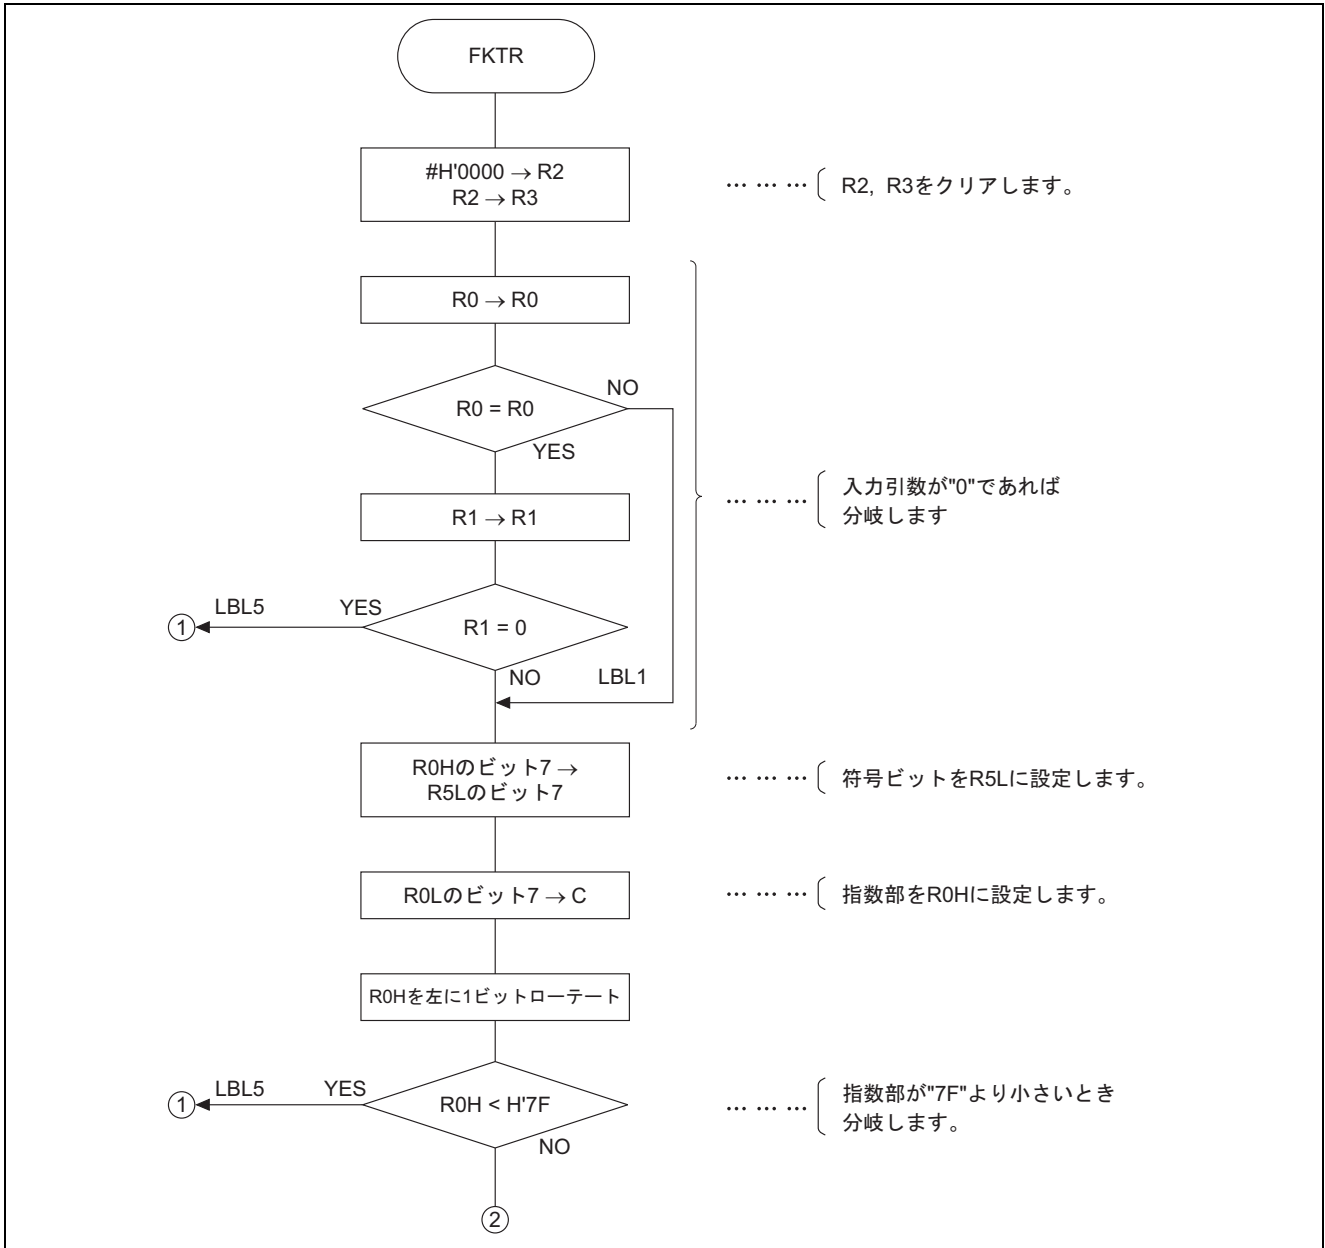 FKTR
#H'0000 → R2
R2 → R3
… … … R2, R3をクリアします。
R0 → R0
R0 = R0
NO
YES
R1 → R1
… … … 入力引数が"0"であれば
分岐します
R1 = 0
YES
LBL5
①
NO
LBL1
R0Hのビット7 →
R5Lのビット7
… … … 符号ビットをR5Lに設定します。
R0Lのビット7 → C
… … … 指数部をR0Hに設定します。
R0Hを左に1ビットローテート
R0H < H'7F
YES
LBL5
①
… … … 指数部が"7F"より小さいとき
分岐します。
NO
②